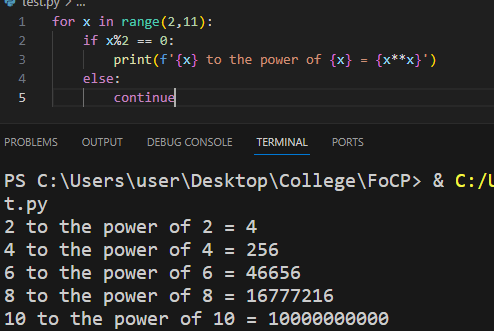 test.py > ...
1 for x in range(2,11):
2     if x%2 == 0:
3         print(f'{x} to the power of {x} = {x**x}')
4     else:
5         continue
PROBLEMS OUTPUT DEBUG CONSOLE TERMINAL PORTS
PS C:\Users\user\Desktop\College\FoCP> & C:/U
t.py
2 to the power of 2 = 4
4 to the power of 4 = 256
6 to the power of 6 = 46656
8 to the power of 8 = 16777216
10 to the power of 10 = 10000000000